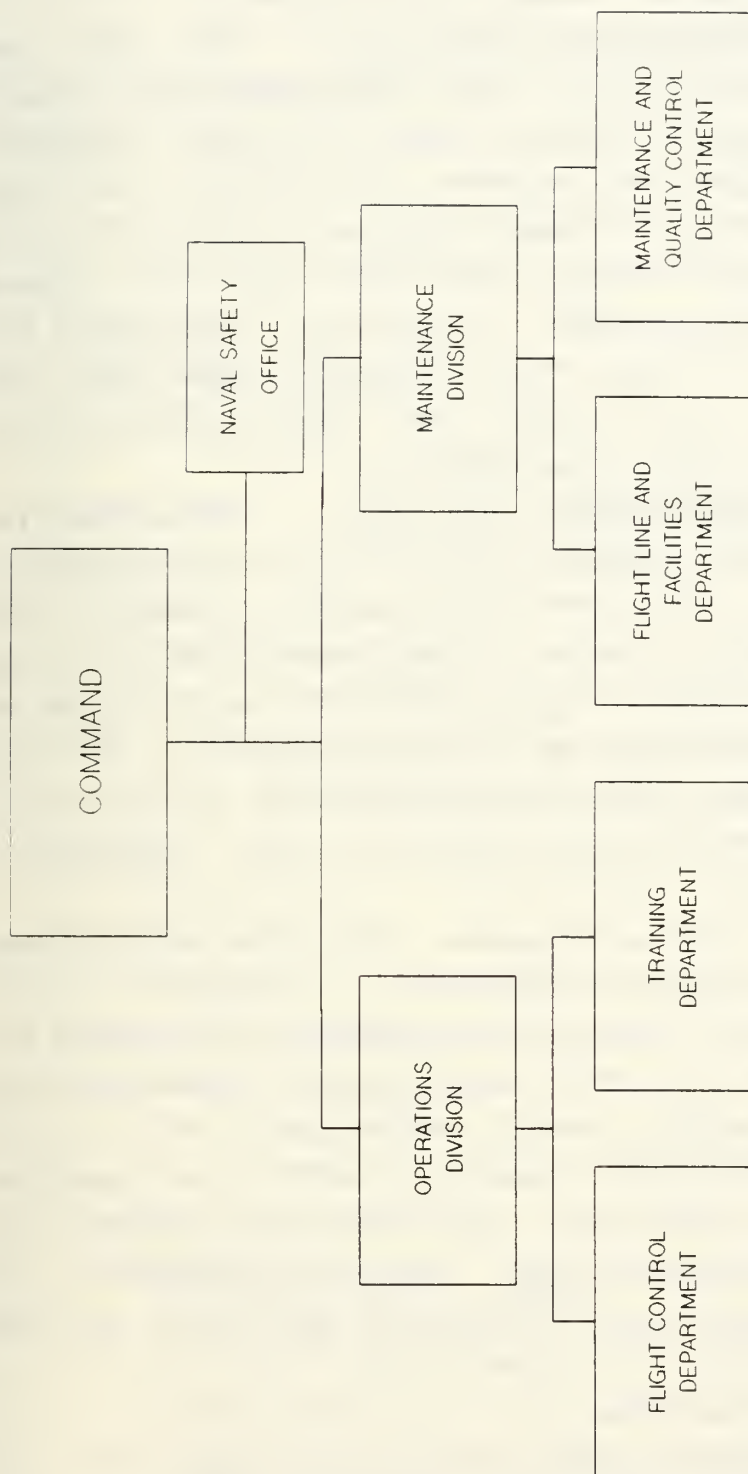 COMMAND
NAVAL SAFETY
OFFICE
OPERATIONS
DIVISION
MAINTENANCE
DIVISION
FLIGHT CONTROL
DEPARTMENT
TRAINING
DEPARTMENT
FLIGHT LINE AND
FACILITIES
DEPARTMENT
MAINTENANCE AND
QUALITY CONTROL
DEPARTMENT